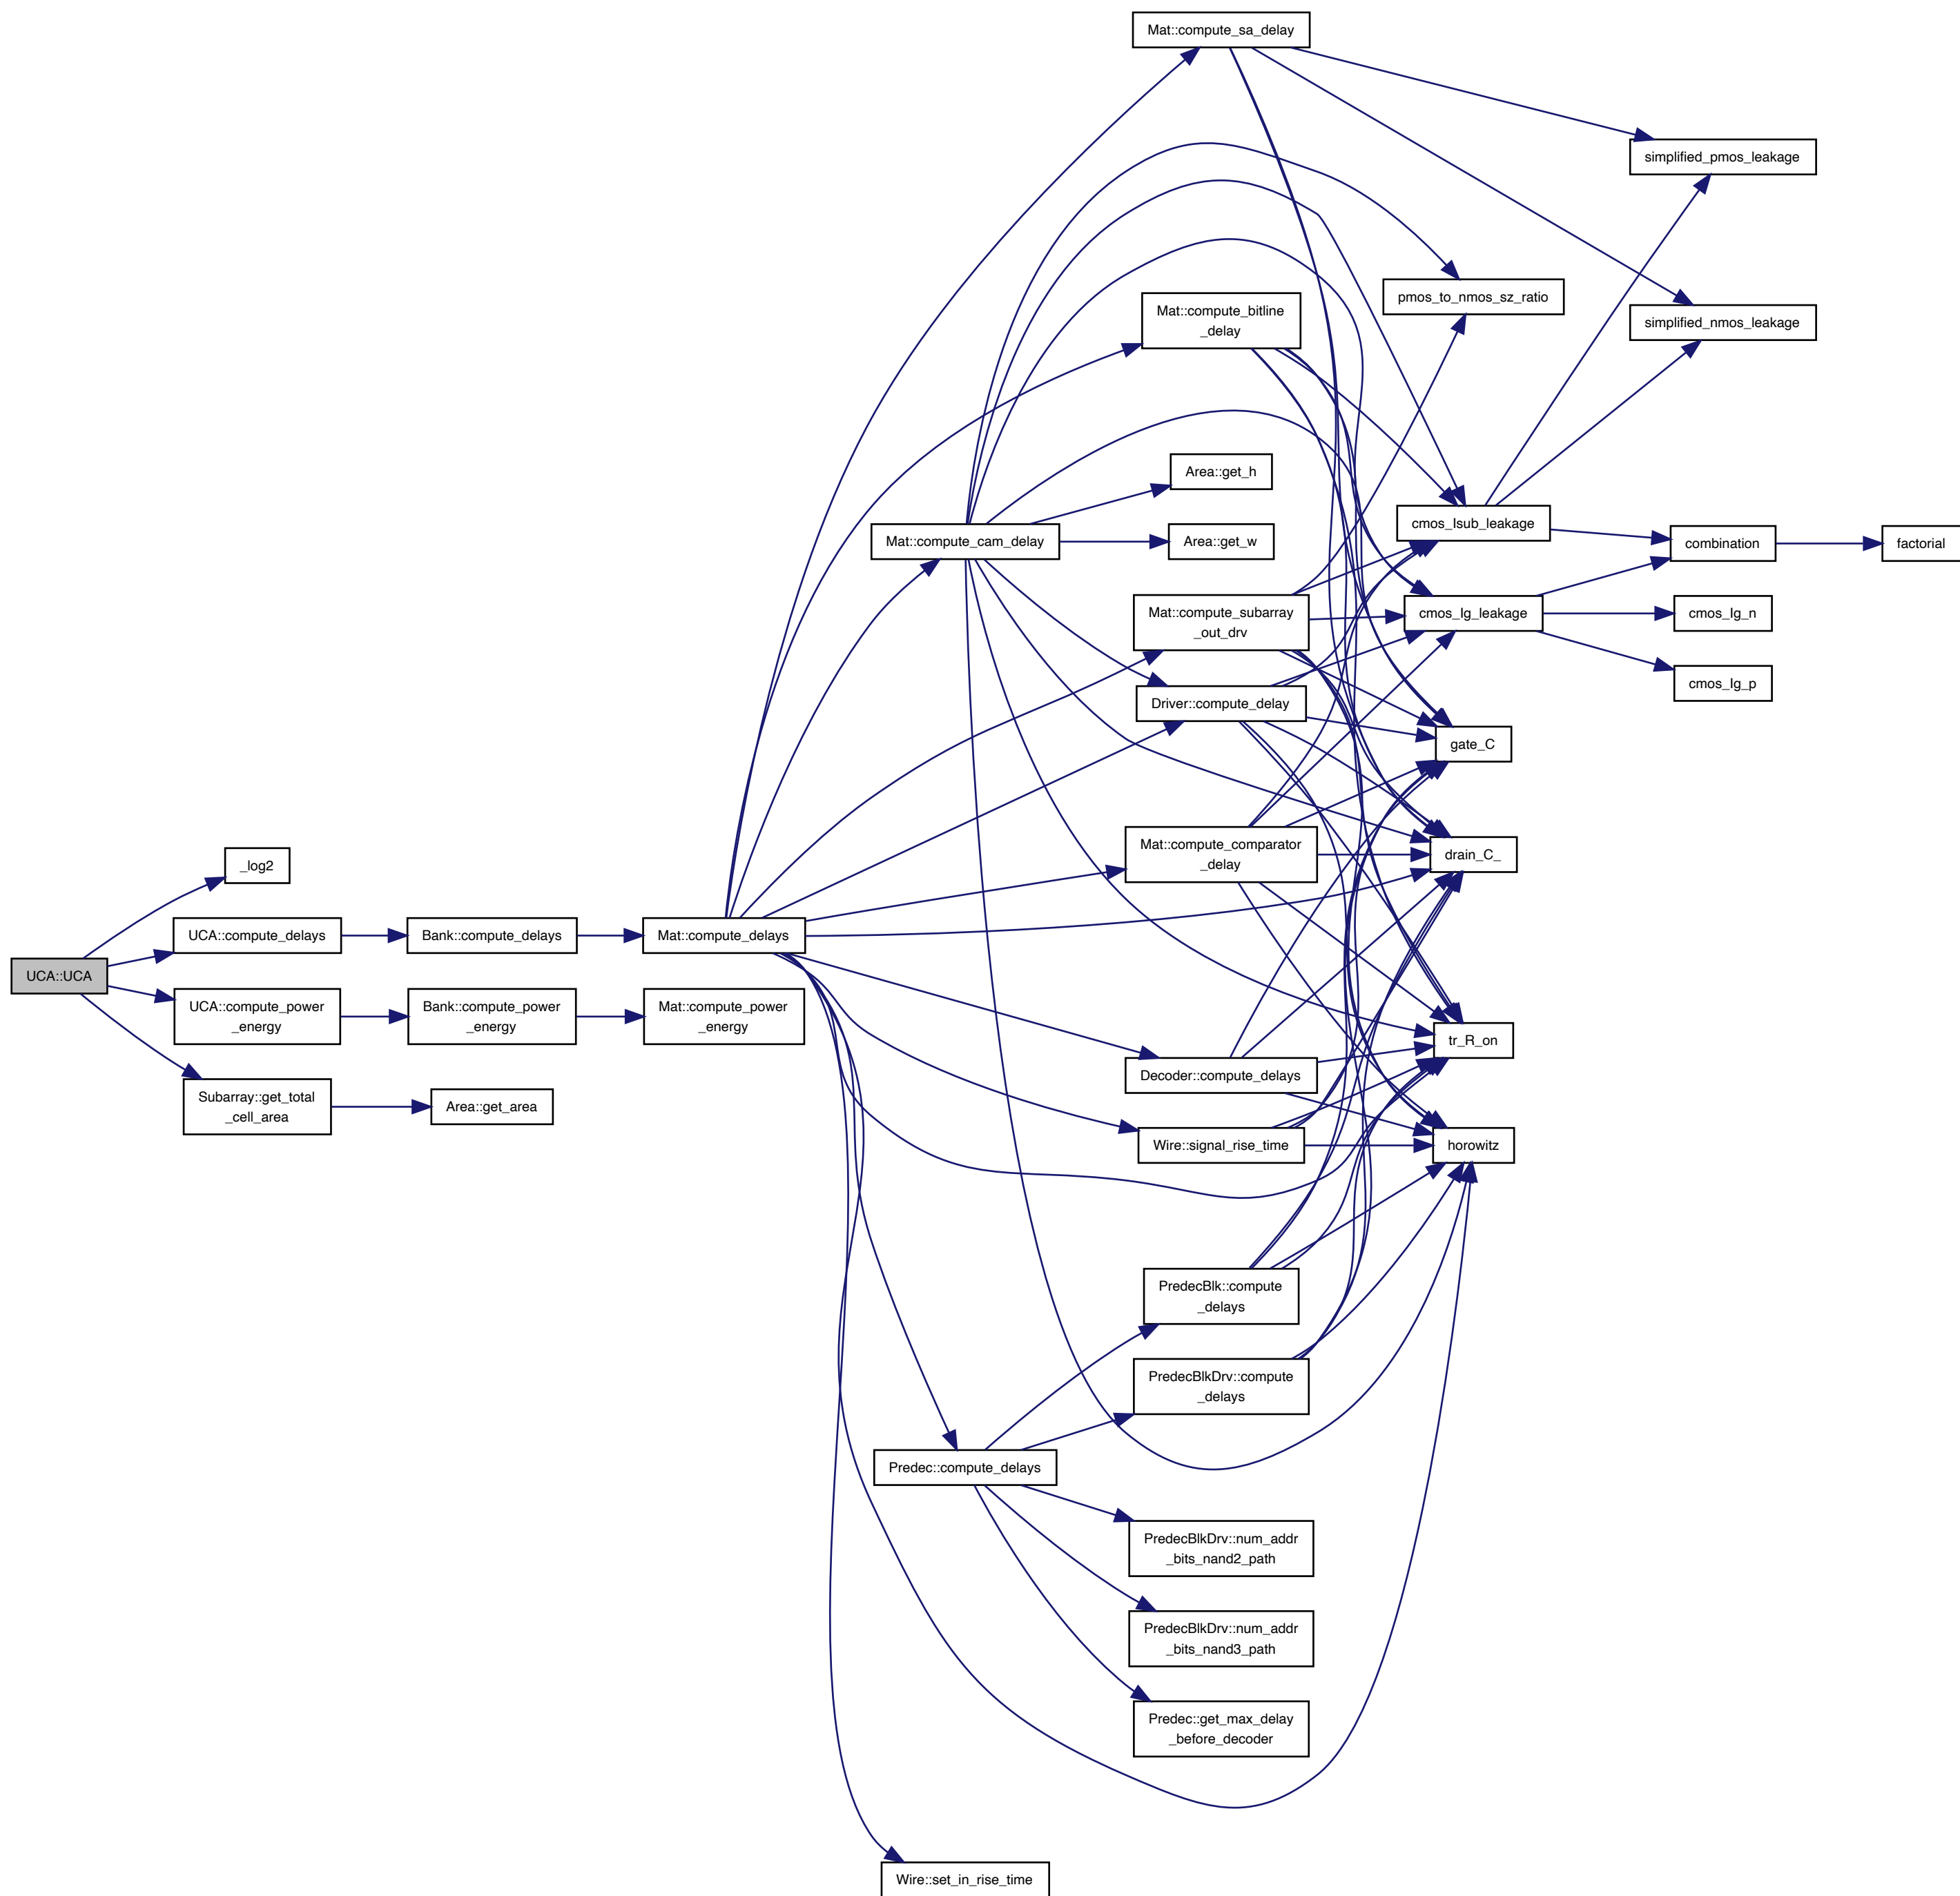 Mat::compute_sa_delay
simplified_pmos_leakage
pmos_to_nmos_sz_ratio
Mat::compute_bitline
_delay
simplified_nmos_leakage
Area::get_h
cmos_Isub_leakage
Mat::compute_cam_delay
Area::get_w
combination
factorial
Mat::compute_subarray
_out_drv
cmos_Ig_leakage
cmos_Ig_n
cmos_Ig_p
Driver::compute_delay
gate_C
Mat::compute_comparator
_delay
drain_C_
_log2
UCA::compute_delays
Bank::compute_delays
Mat::compute_delays
UCA::UCA
UCA::compute_power
_energy
Bank::compute_power
_energy
Mat::compute_power
_energy
tr_R_on
Decoder::compute_delays
Subarray::get_total
_cell_area
Area::get_area
Wire::signal_rise_time
horowitz
PredecBlk::compute
_delays
PredecBlkDrv::compute
_delays
Predec::compute_delays
PredecBlkDrv::num_addr
_bits_nand2_path
PredecBlkDrv::num_addr
_bits_nand3_path
Predec::get_max_delay
_before_decoder
Wire::set_in_rise_time